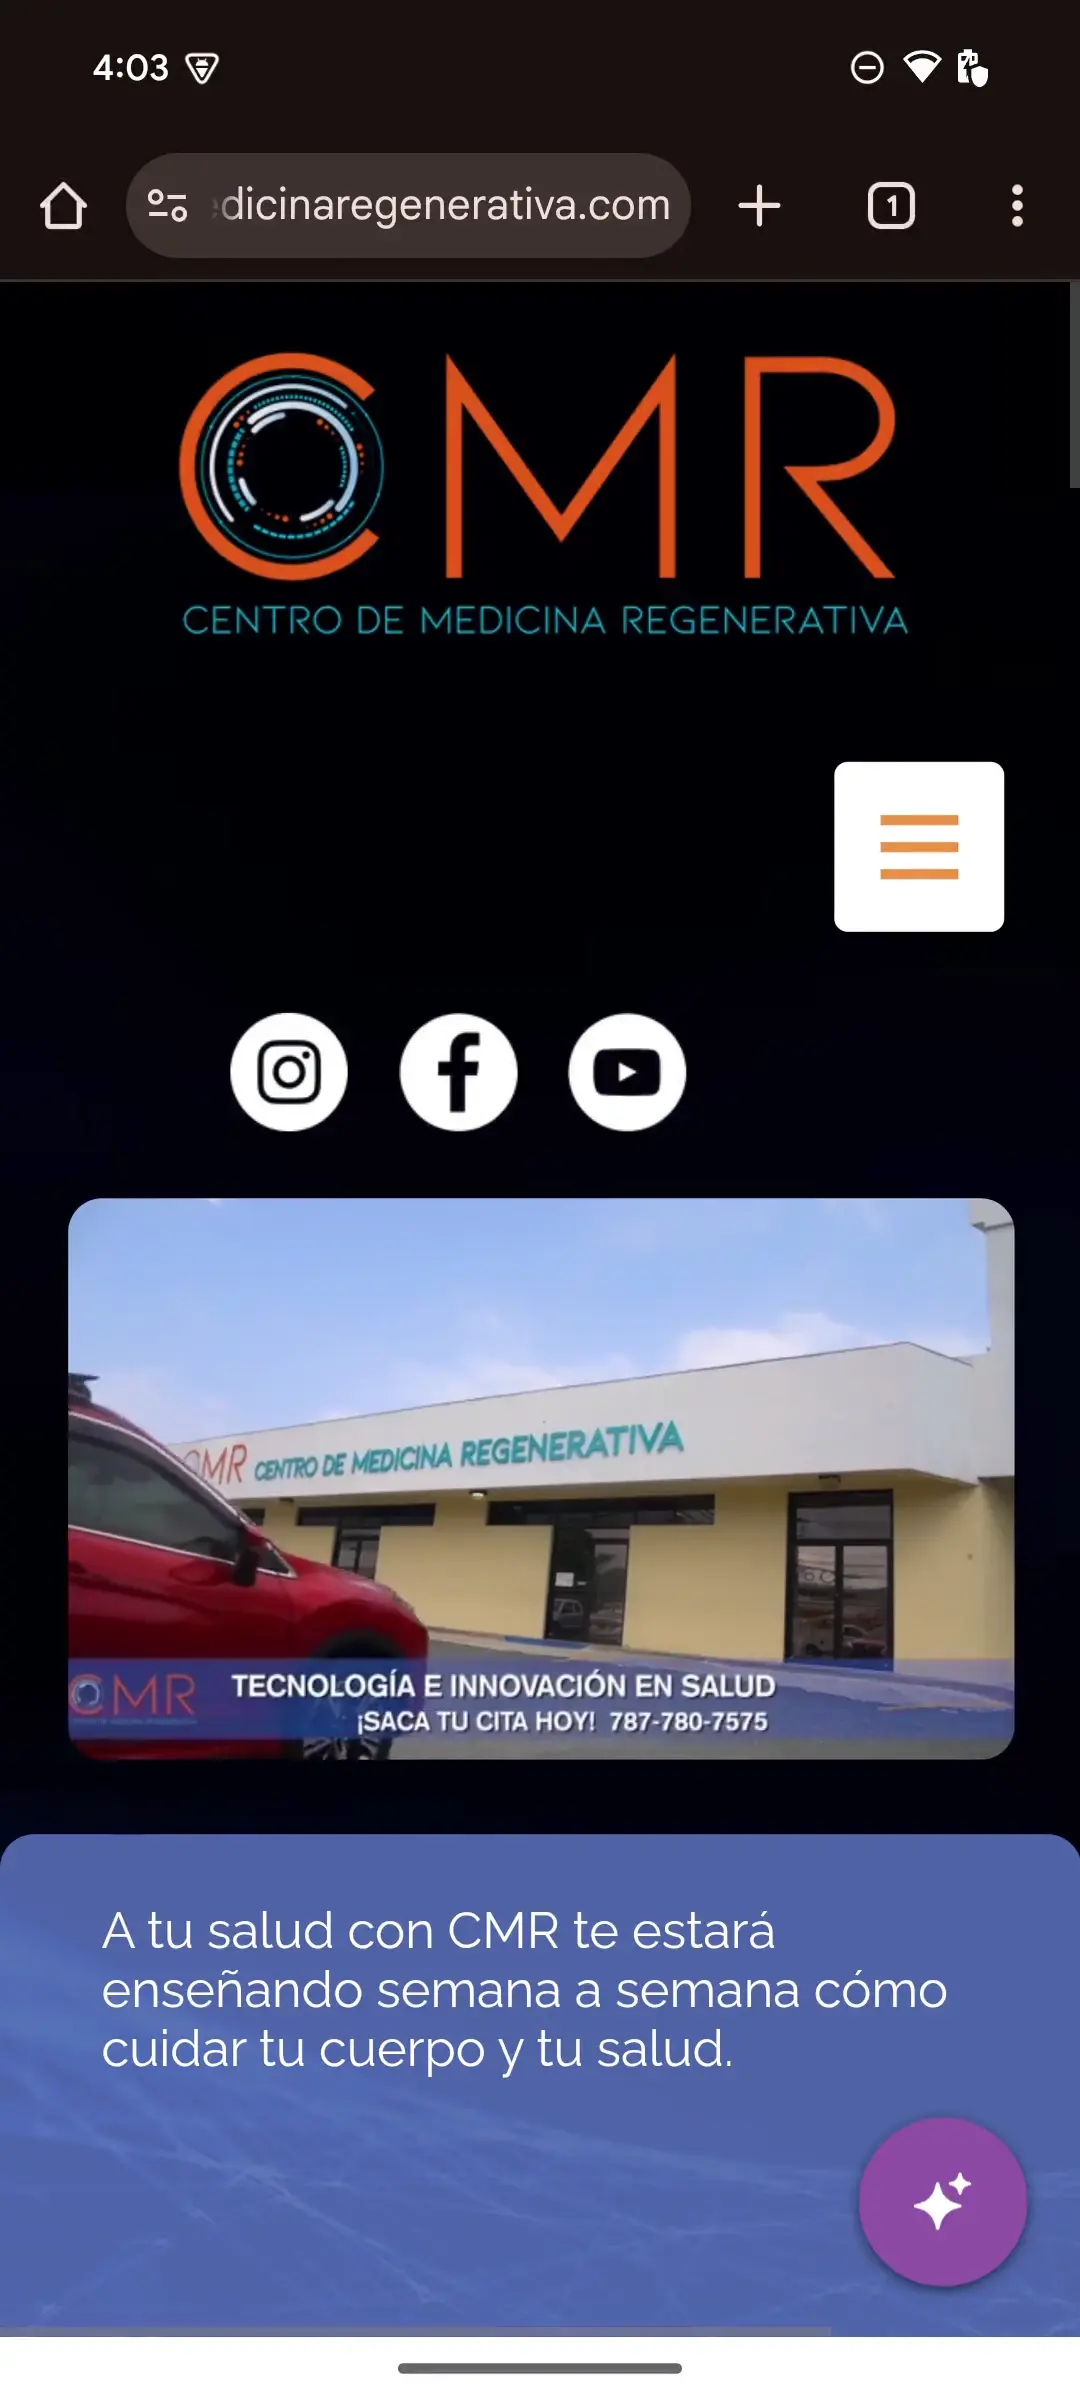 4:03
dicinaregenerativa.com
1
CMR
CENTRO DE MEDICINA REGENERATIVA
CMR CENTRO DE MEDICINA REGENERATIVA
CMR
TECNOLOGÍA E INNOVACIÓN EN SALUD
¡SACA TU CITA HOY! 787-780-7575
A tu salud con CMR te estará
enseñando semana a semana cómo
cuidar tu cuerpo y tu salud.